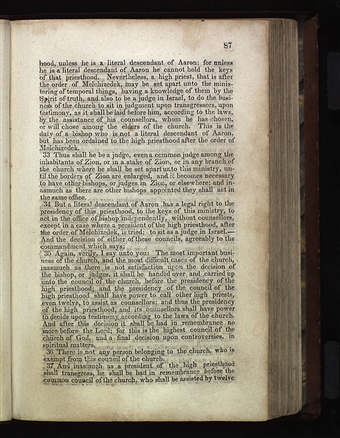 87
hood, unless he is a literal descendant of Aaron; for unless
he is a literal descendant of Aaron he cannot hold the keys
of that priesthood. Nevertheless, a high priest, that is after
the order of Melchizedek, may be set apart unto the minis-
tering of temporal things, having a knowledge of them by the
Spirit of truth, and also to be a judge in Israel, to do the busi-
ness of the church, to sit in judgment upon transgressors, upon
testimony, as it shall be laid before him, according to the laws,
by the assistance of his counsellors, whom he has chosen,
or will chose among the elders of the church. This is the
duty of a bishop who is not a literal descendant of Aaron,
but has been ordained to the high priesthood after the order of
Melchizedek.
33 Thus shall he be a judge, even a common judge among the
inhabitants of Zion, or in a stake of Zion, or in any branch of
the church where he shall be set apart unto this ministry, un-
til the borders of Zion are enlarged, and it becomes necessary
to have other bishops, or judges in Zion, or elsewhere: and in-
asmuch as there are other bishops appointed they shall act in
the same office.
34 But a literal descendant of Aaron has a legal right to the
presidency of this priesthood, to the keys of this ministry, to
act in the office of bishop independently, without counsellors,
except in a case where a president of the high priesthood, after
the order of Melchizedek, is tried; to sit as a judge in Israel.—
And the decision of either of these councils, agreeably to the
commandment which says;
35 Again, verily, I say unto you: The most important busi-
ness of the church, and the most difficult cases of the church,
inasmuch as there is not satisfaction upon the decision of
the bishop, or judges, it shall be handed over and carried up
unto the council of the church, before the presidency of the
high priesthood; and the presidency of the council of the
high priesthood shall have power to call other high priests,
even twelve, to assist as counsellors; and thus the presidency
of the high priesthood, and its counsellors shall have power
to decide upon testimony according to the laws of the church.
And after this decision it shall be had in remembrance no
more before the Lord; for this is the highest council of the
church of God, and a final decision upon controversies, in
spiritual matters.
36 There is not any person belonging to the church, who is
exempt from this council of the church.
37 And inasmuch as a president of the high priesthood
shall transgress, he shall be had in remembrance before the
common council of the church, who shall be assisted by twelve